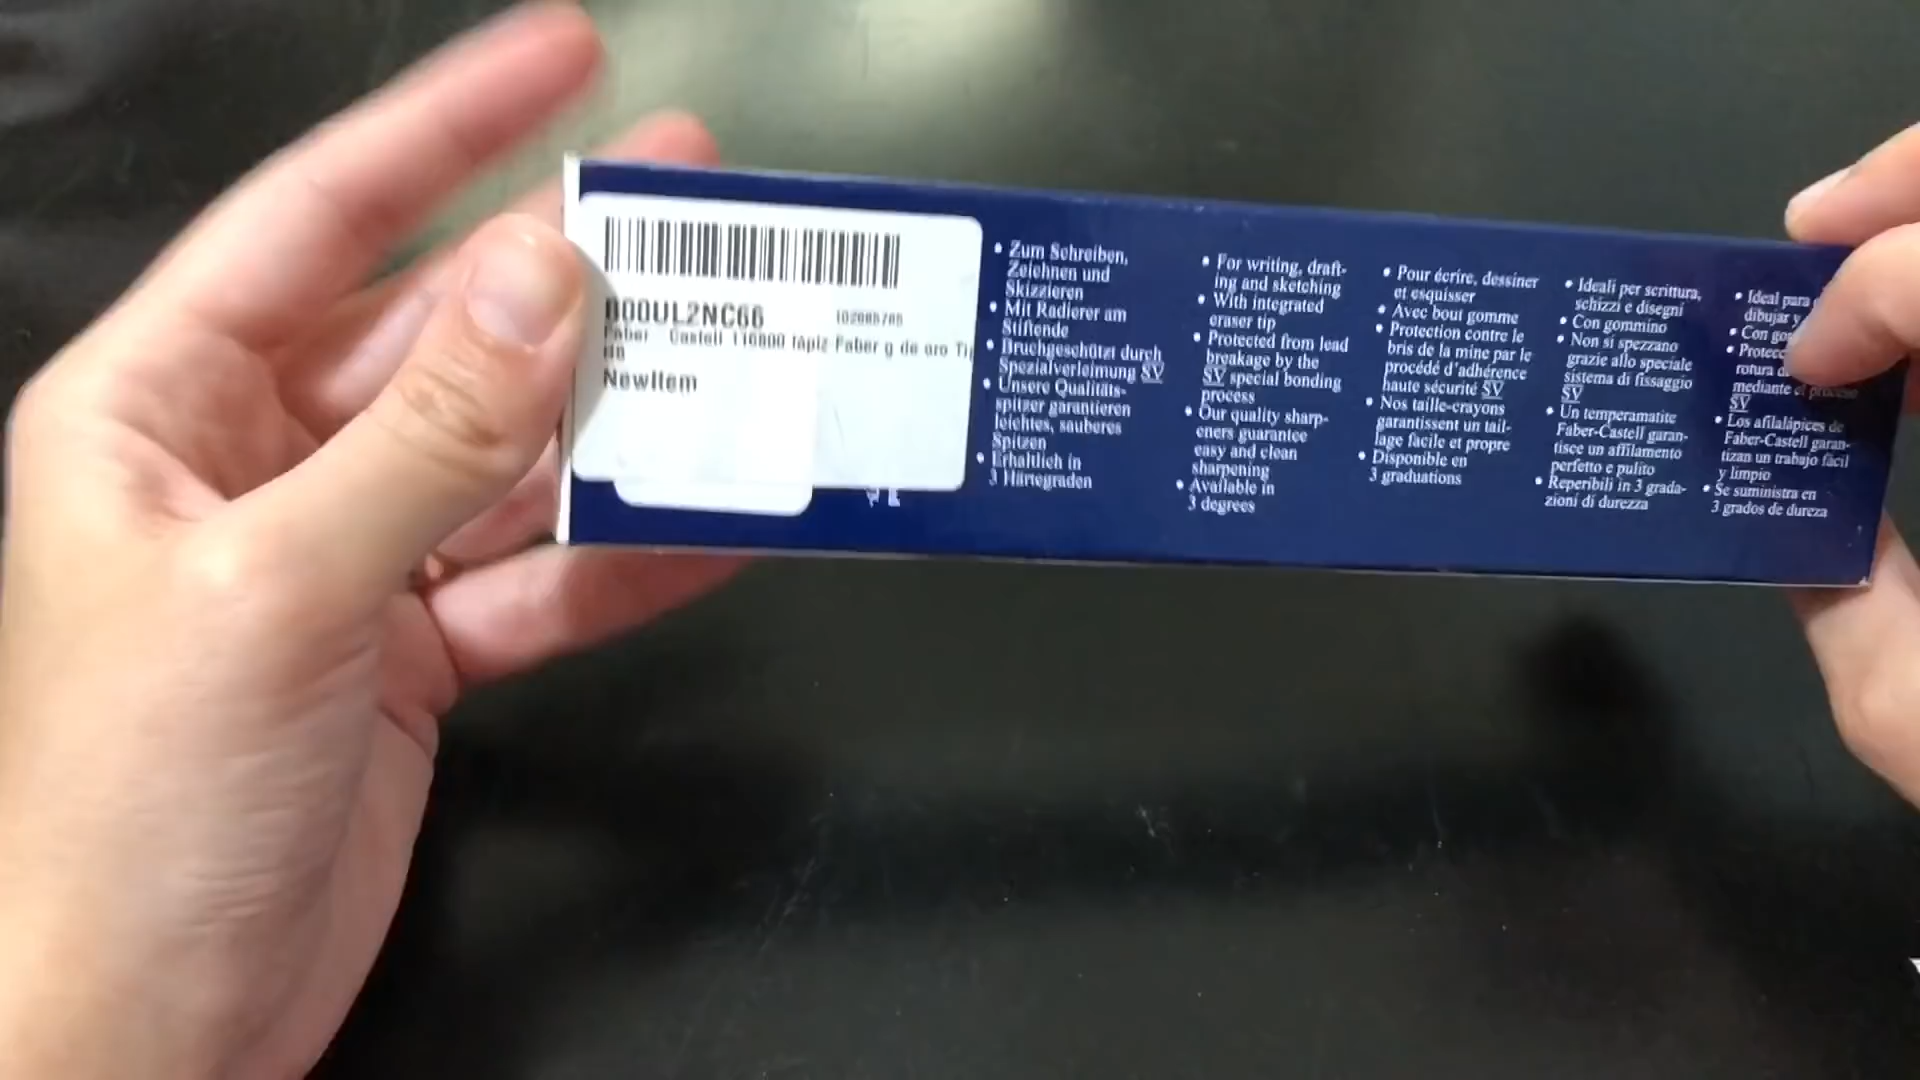 B00UL2NC66
Faber - Castell 116800 lapiz Faber g de oro Ti
NewItem
• Zum Schreiben,
Zeichnen und
Skizzieren
• Mit Radierer am
Stiftende
• Bruchgeschützt durch
Spezialverleimung SV
• Unsere Qualitäts-
spitzer garantieren
leichtes, sauberes
Spitzen
• Erhältlich in
3 Härtegraden
• For writing, draft-
ing and sketching
• With integrated
eraser tip
• Protected from lead
breakage by the
SV special bonding
process
• Our quality sharp-
eners guarantee
easy and clean
sharpening
• Available in
3 degrees
• Pour écrire, dessiner
et esquisser
• Avec bout gomme
• Protection contre le
bris de la mine par le
procédé d'adhérence
haute sécurité SV
• Nos taille-crayons
garantissent un tail-
lage facile et propre
• Disponible en
3 graduations
• Ideali per scrittura,
schizzi e disegni
• Con gommino
• Non si spezzano
grazie allo speciale
sistema di fissaggio
SV
• Un temperamatite
Faber-Castell garan-
tisce un affilamento
perfetto e pulito
• Reperibili in 3 grada-
zioni di durezza
• Ideal para
dibujar y
• Con
• Protecc
rotura d
mediante el proceso
SV
• Los afilalápices de
Faber-Castell garan-
tizan un trabajo fácil
y limpio
• Se suministra en
3 grados de dureza